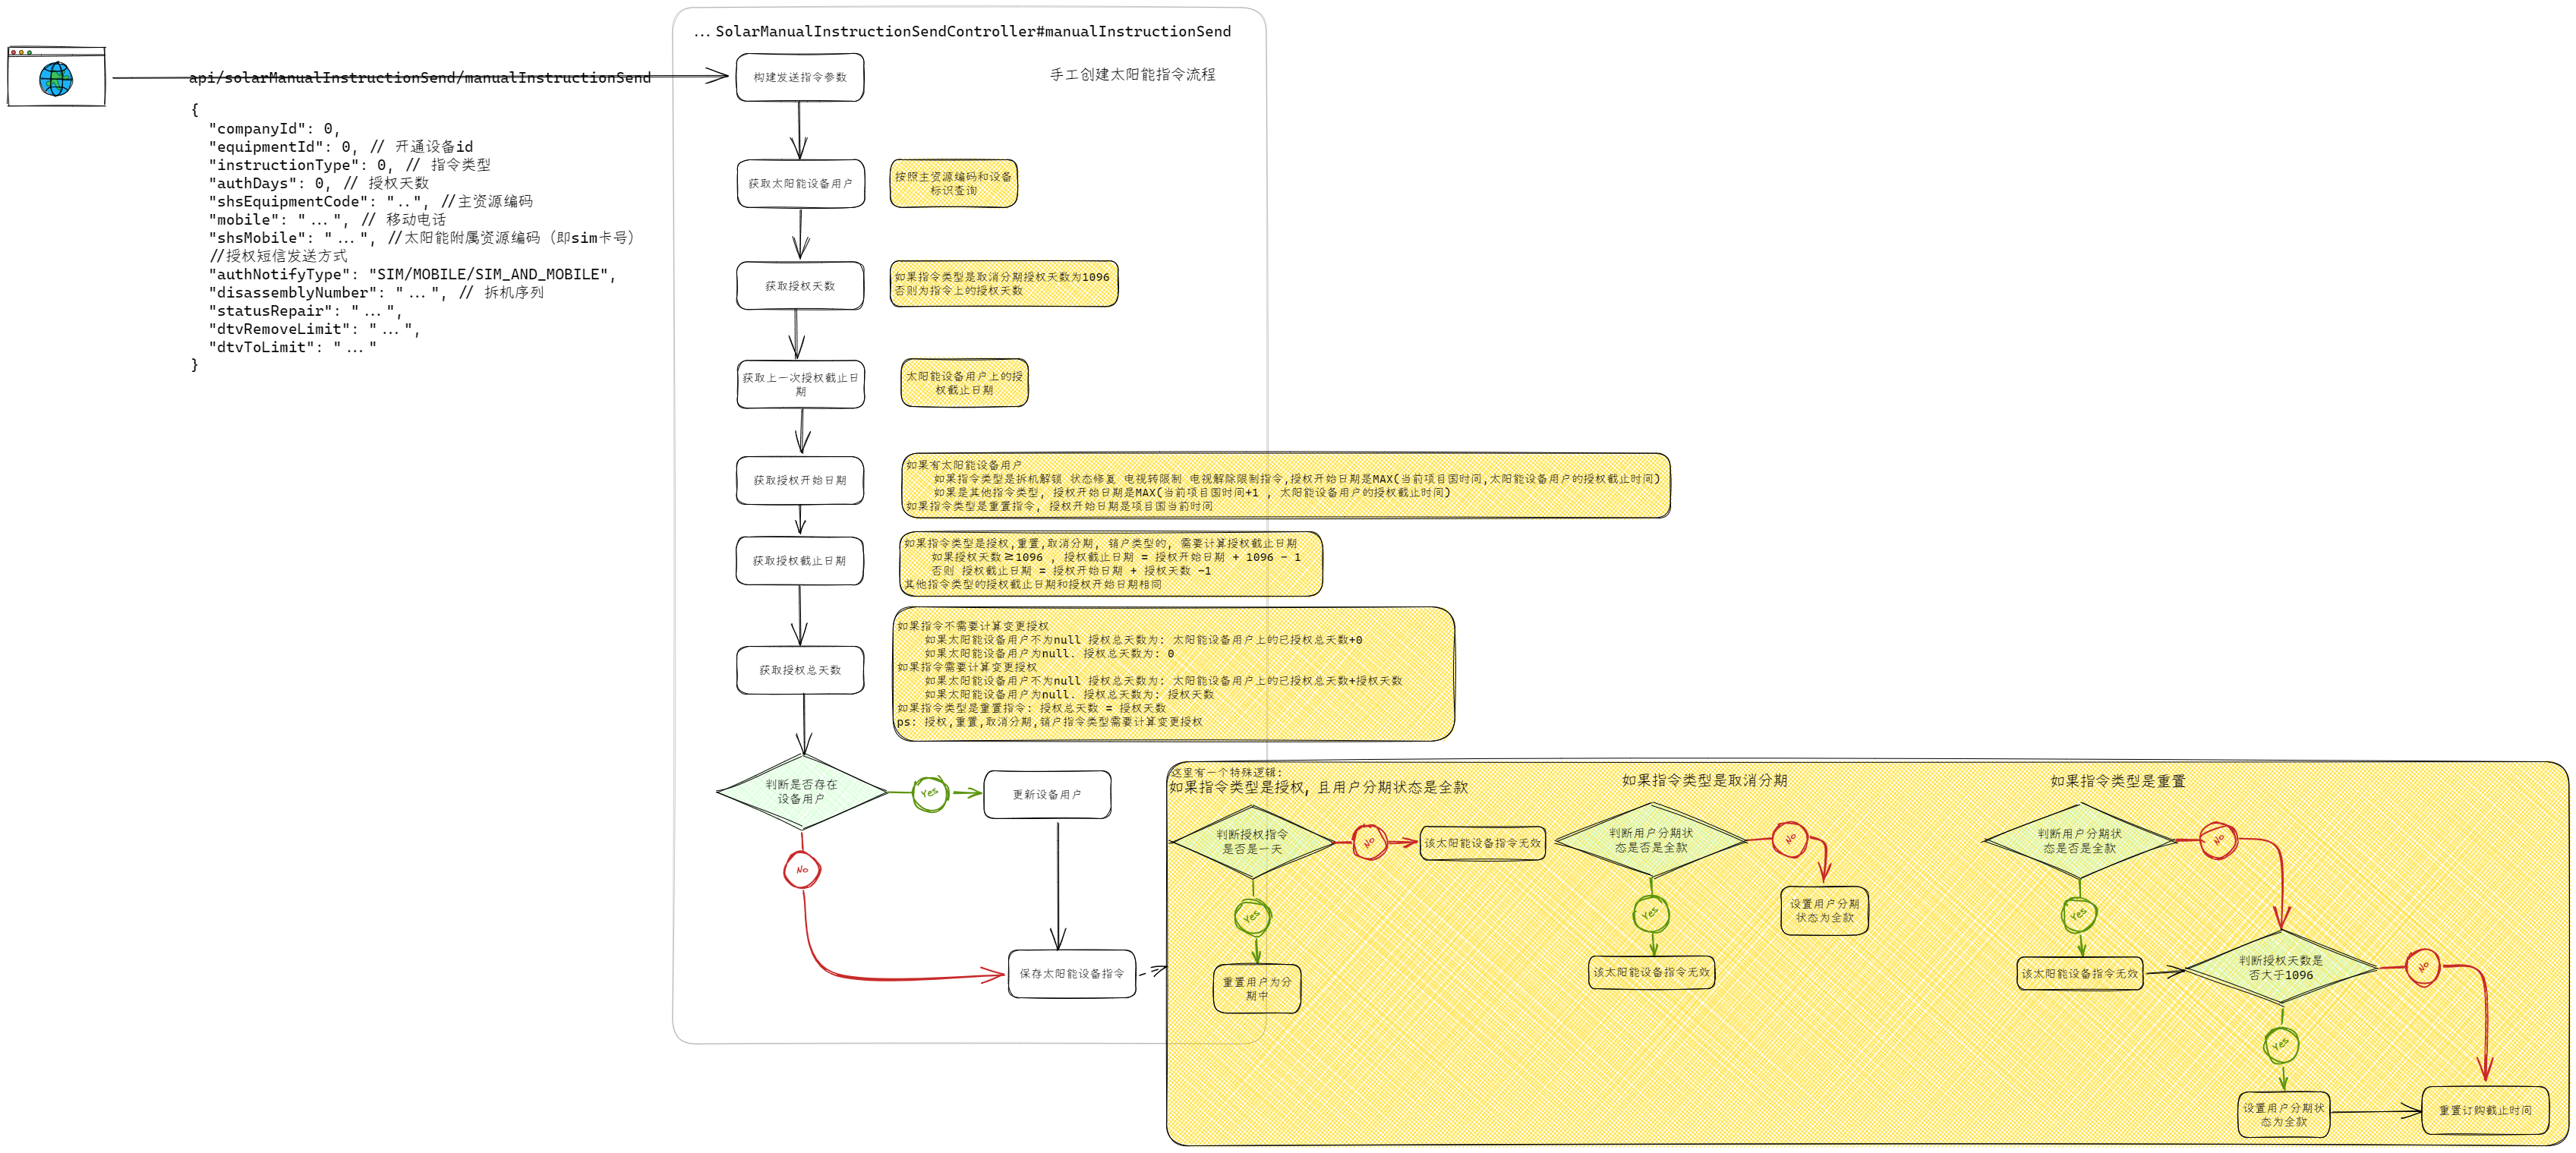 ... SolarManualInstructionSendController#manualInstructionSend
手工创建太阳能指令流程
api/solarManualInstructionSend/manualInstructionSend
{
"companyId": 0,
"equipmentId": 0, // 开通设备id
"instructionType": 0, // 指令类型
"authDays": 0, // 授权天数
"shsEquipmentCode": "..", //主资源编码
"mobile": "...", // 移动电话
"shsMobile": "...", //太阳能附属资源编码（即sim卡号）
//授权短信发送方式
"authNotifyType": "SIM/MOBILE/SIM_AND_MOBILE",
"disassemblyNumber": "...", // 拆机序列
"statusRepair": "...",
"dtvRemoveLimit": "...",
"dtvToLimit": "..."
}
构建发送指令参数
获取太阳能设备用户
按照主资源编码和设备
标识查询
获取授权天数
如果指令类型是取消分期授权天数为1096
否则为指令上的授权天数
获取上一次授权截止日
期
太阳能设备用户上的授
权截止日期
获取授权开始日期
如果有太阳能设备用户
如果指令类型是拆机解锁 状态修复 电视转限制 电视解除限制指令,授权开始日期是MAX(当前项目国时间,太阳能设备用户的授权截止时间)
如果是其他指令类型, 授权开始日期是MAX(当前项目国时间+1 , 太阳能设备用户的授权截止时间)
如果指令类型是重置指令, 授权开始日期是项目国当前时间
获取授权截止日期
如果指令类型是授权,重置,取消分期, 销户类型的, 需要计算授权截止日期
如果授权天数≥1096 , 授权截止日期 = 授权开始日期 + 1096 - 1
否则 授权截止日期 = 授权开始日期 + 授权天数 -1
其他指令类型的授权截止日期和授权开始日期相同
获取授权总天数
如果指令不需要计算变更授权
如果太阳能设备用户不为null 授权总天数为: 太阳能设备用户上的已授权总天数+0
如果太阳能设备用户为null. 授权总天数为: 0
如果指令需要计算变更授权
如果太阳能设备用户不为null 授权总天数为: 太阳能设备用户上的已授权总天数+授权天数
如果太阳能设备用户为null. 授权总天数为: 授权天数
如果指令类型是重置指令: 授权总天数 = 授权天数
ps: 授权,重置,取消分期,销户指令类型需要计算变更授权
判断是否存在
设备用户
Yes
更新设备用户
No
保存太阳能设备指令
这里有一个特殊逻辑:
如果指令类型是授权, 且用户分期状态是全款
判断授权指令
是否是一天
No
该太阳能设备指令无效
Yes
重置用户为分
期中
如果指令类型是取消分期
判断用户分期状
态是否是全款
No
设置用户分期
状态为全款
Yes
该太阳能设备指令无效
如果指令类型是重置
判断用户分期状
态是否是全款
No
Yes
该太阳能设备指令无效
判断授权天数是
否大于1096
No
Yes
设置用户分期状
态为全款
重置订购截止时间